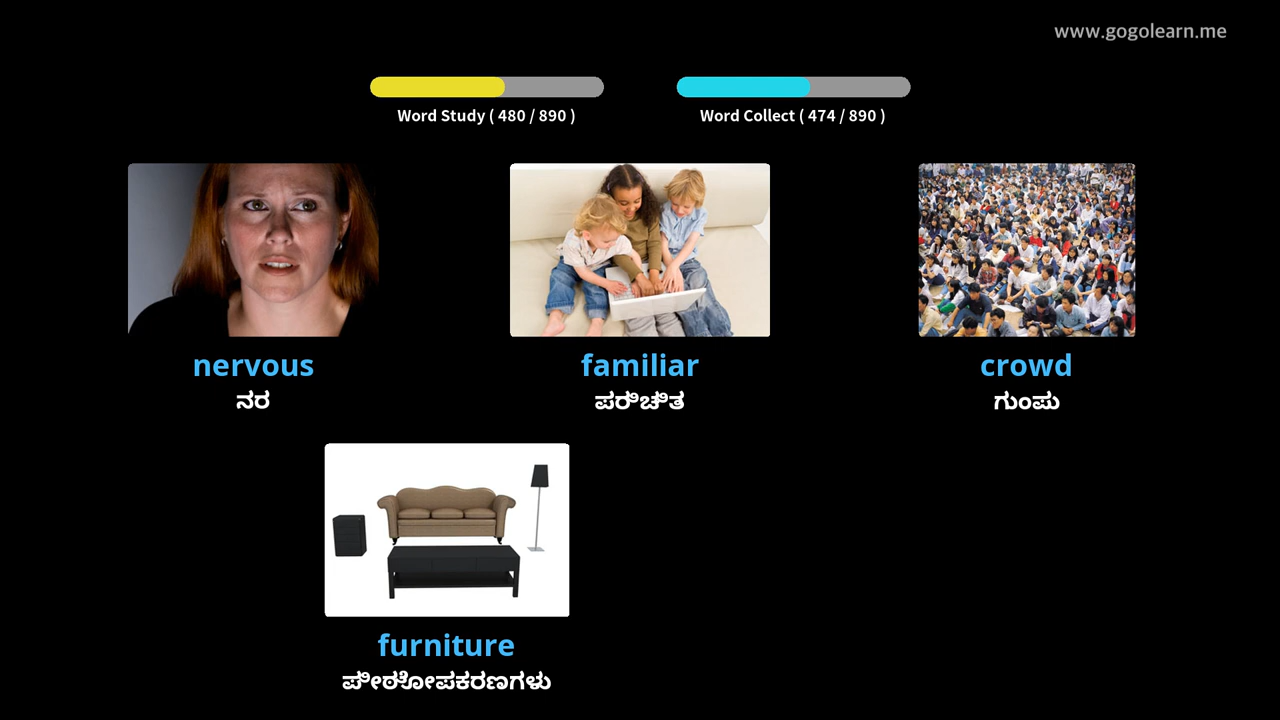 www.gogolearn.me
Word Study ( 480 / 890 )
Word Collect ( 474 / 890 )
nervous
ನರ
familiar
ಪರಿಚಿತ
crowd
ಗುಂಪು
furniture
ಪೀಠೋಪಕರಣಗಳು